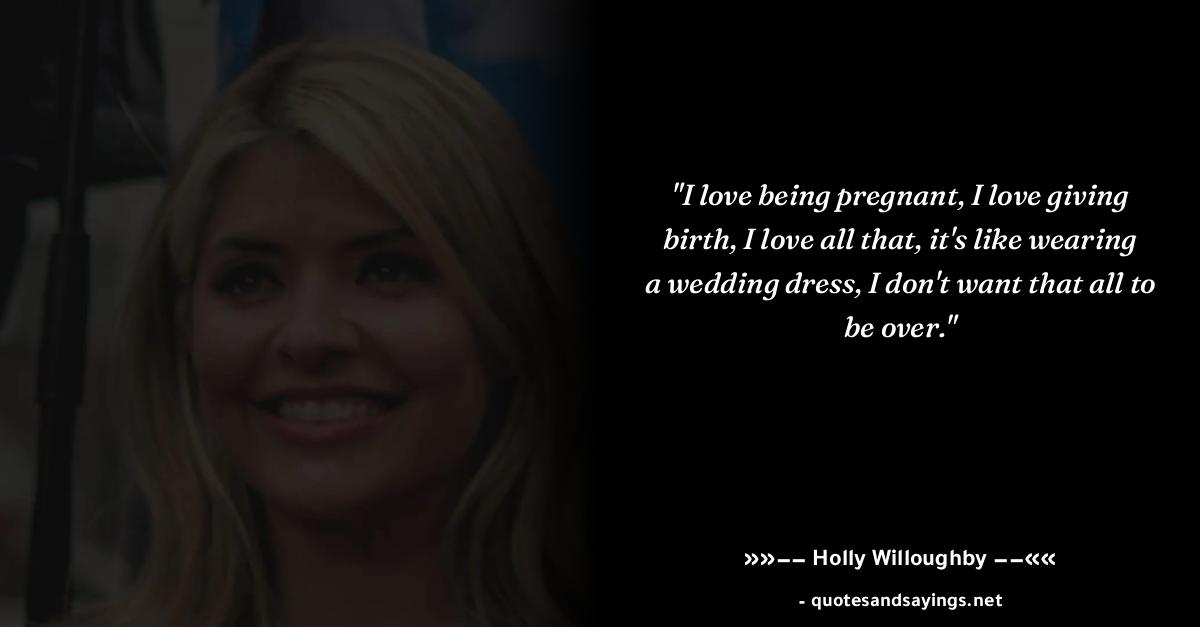 "I love being pregnant, I love giving
birth, I love all that, it's like wearing
a wedding dress, I don't want that all to
be over."
»»−− Holly Willoughby −−««
- quotesandsayings.net